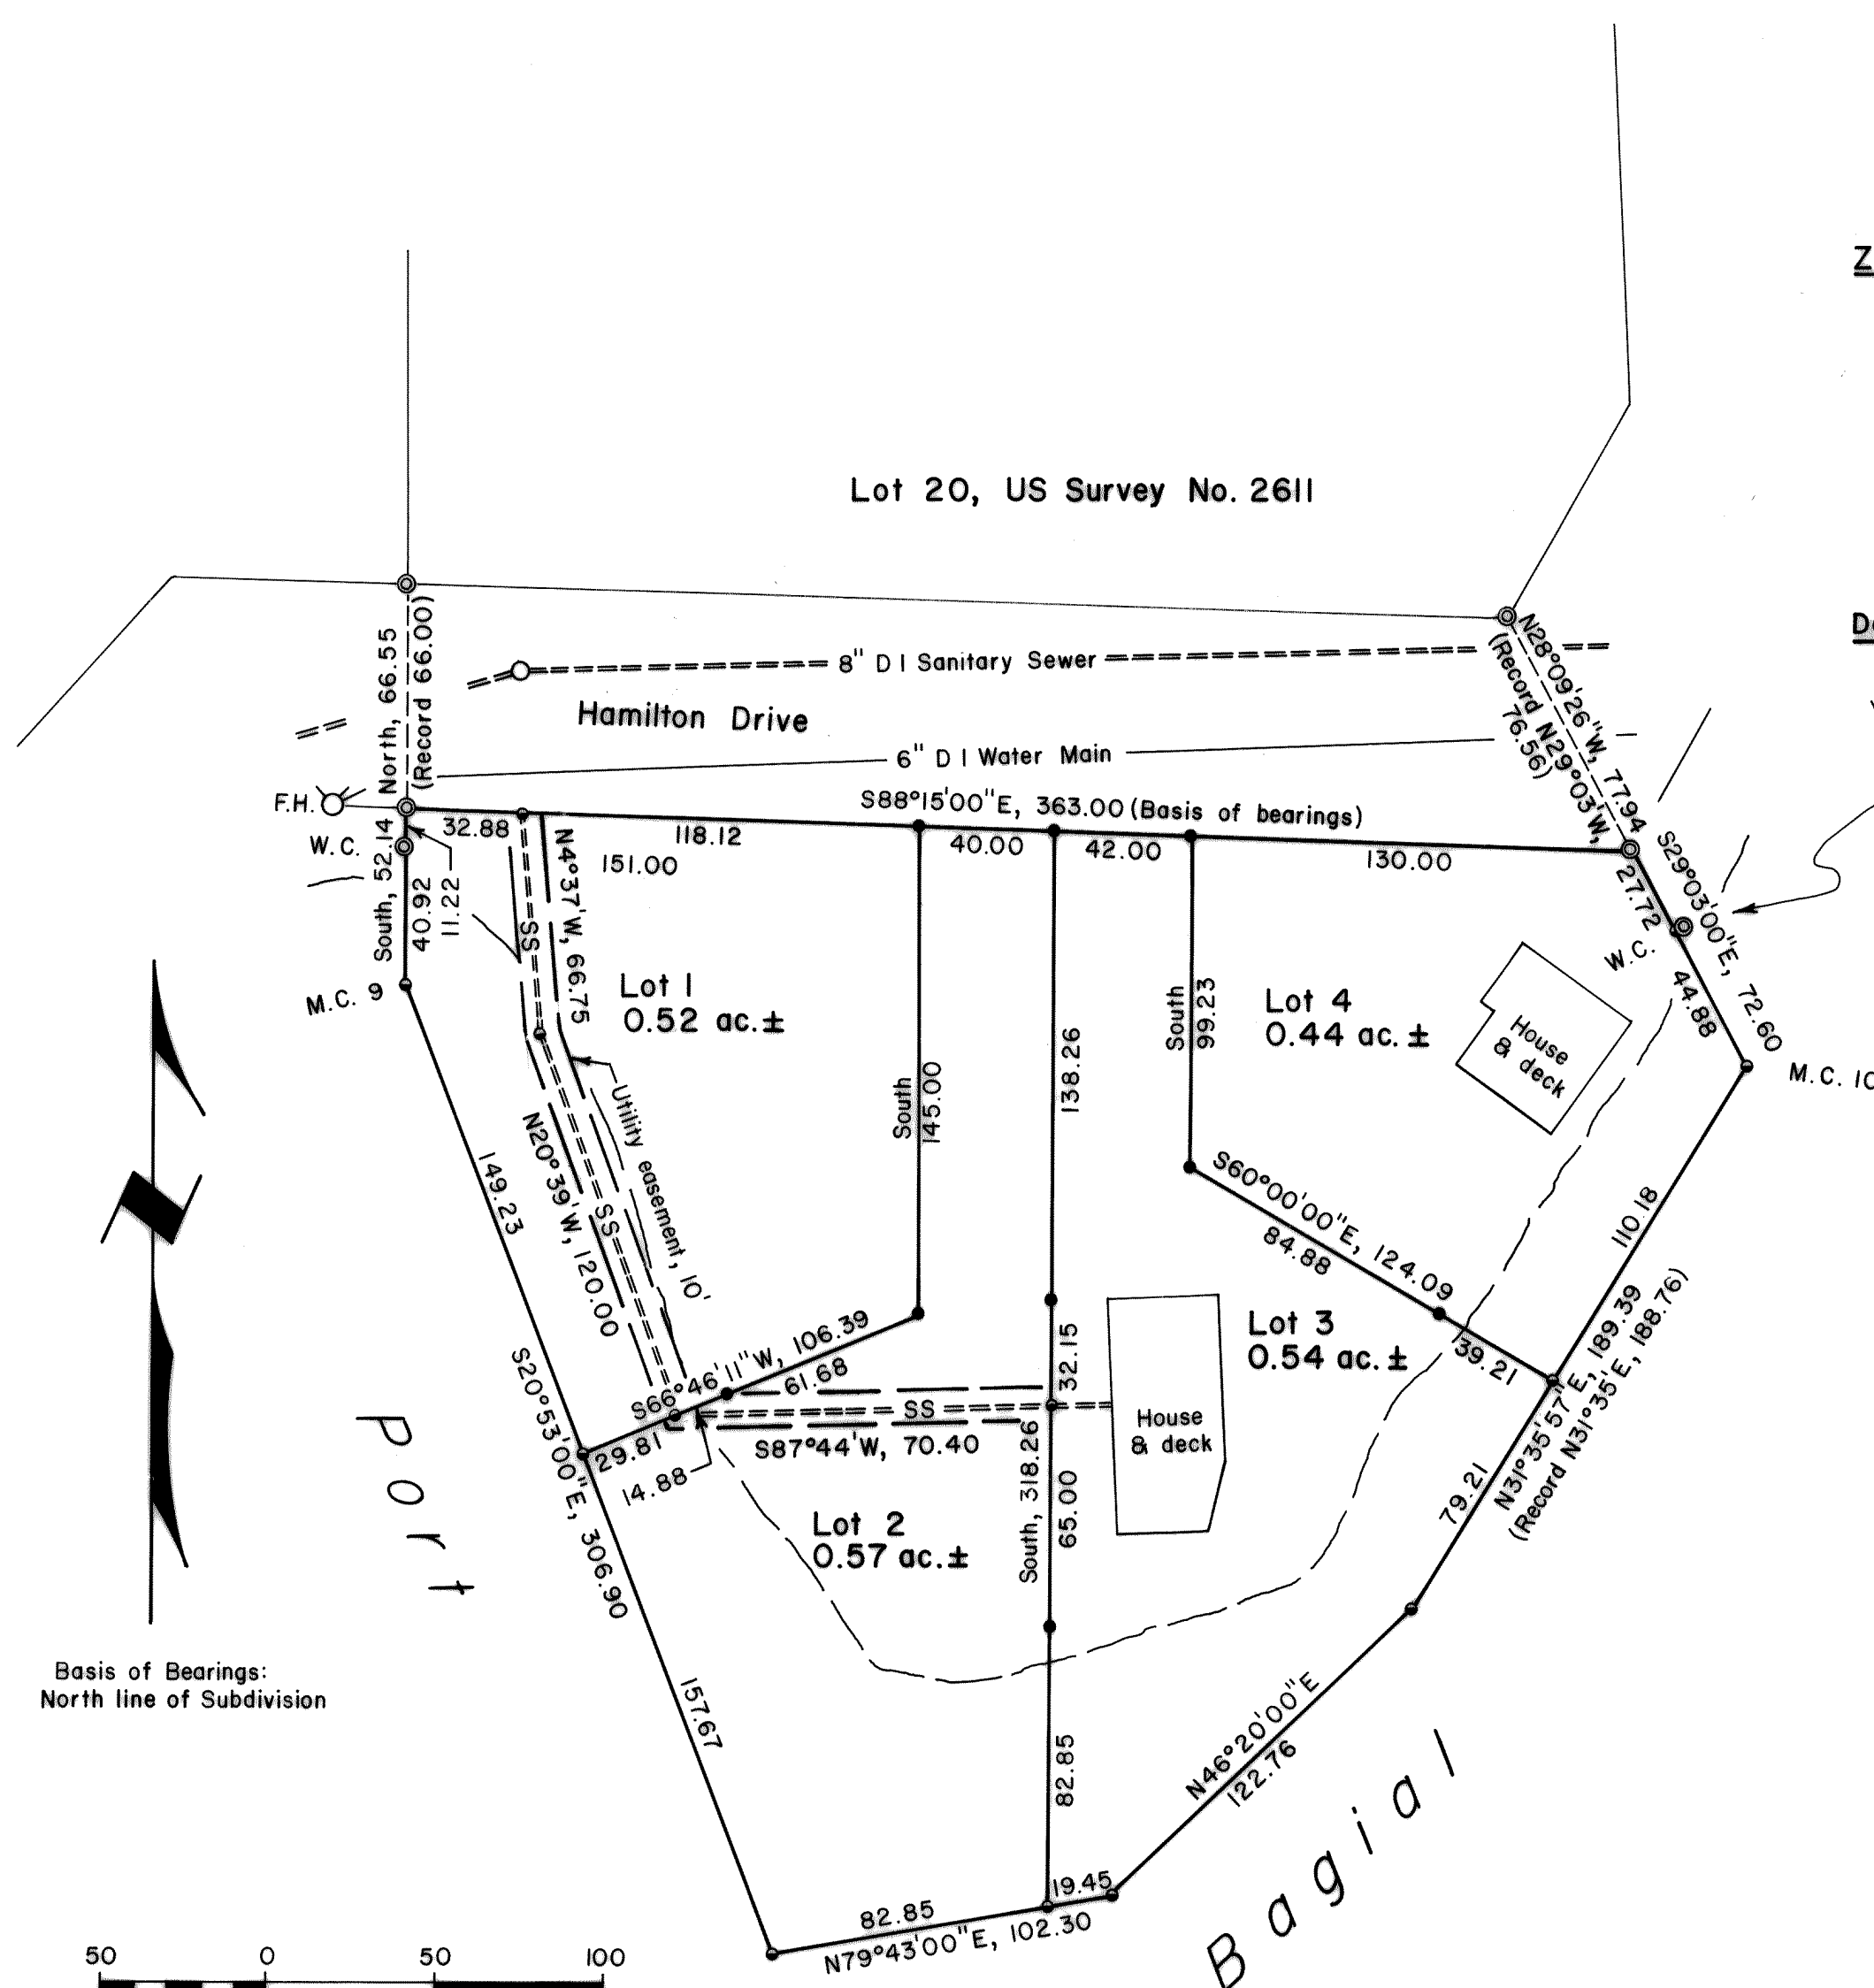 Z
Lot 20, US Survey No. 2611
North, 66.55
(Record 66.00)
8" D I Sanitary Sewer
Hamilton Drive
6" D I Water Main
N28°09'26"W, 77.94
(Record N29°03'W,
76.56)
F.H.
W.C.
S88°15'00"E, 363.00 (Basis of bearings)
32.88
118.12
151.00
40.00
42.00
130.00
South, 52.14
40.92
11.22
M.C. 9
N4°37'W, 66.75
SS
Lot 1
0.52 ac.±
South
145.00
138.26
South
99.23
Lot 4
0.44 ac. ±
House
& deck
27.72
W.C.
S29°03'00"E, 72.60
44.88
M.C. 10
149.23
N20°39'W, 120.00
SS
Utility easement, 10'
S66°46'11"W, 106.39
61.68
29.81
14.88
SS
S87°44'W, 70.40
32.15
South, 318.26
65.00
S60°00'00"E, 124.09
84.88
39.21
Lot 3
0.54 ac. ±
House
& deck
110.18
N31°35'57"E, 189.39
(Record N31°35'E, 188.76)
79.21
S20°53'00"E, 306.90
Lot 2
0.57 ac.±
157.67
82.85
N46°20'00"E
122.76
19.45
82.85
N79°43'00"E, 102.30
Port
Bagial
Basis of Bearings:
North line of Subdivision
50 0 50 100